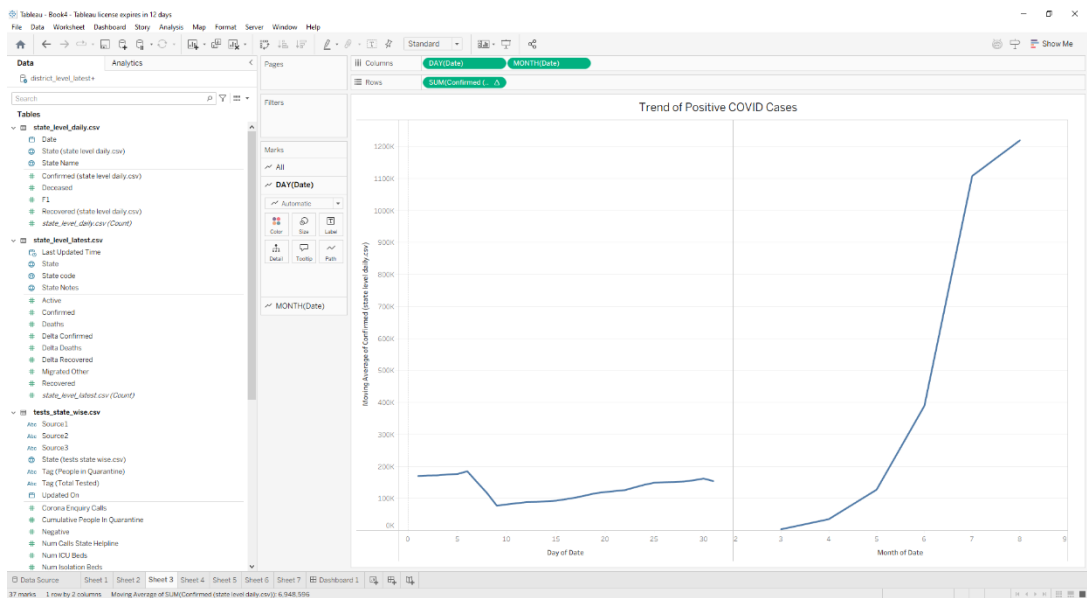 Tableau - Book4 - Tableau license expires in 12 days
File Data Worksheet Dashboard Story Analysis Map Format Server Window Help
Standard
Show Me
Data Analytics
district_level_latest+
Search
Tables
state_level_daily.csv
Date
State (state level daily.csv)
State Name
Confirmed (state level daily.csv)
Deceased
F1
Recovered (state level daily.csv)
state_level_daily.csv (Count)
state_level_latest.csv
Last Updated Time
State
State code
State Notes
Active
Confirmed
Deaths
Delta Confirmed
Delta Deaths
Delta Recovered
Migrated Other
Recovered
state_level_latest.csv (Count)
tests_state_wise.csv
Abc Source1
Abc Source2
Abc Source3
State (tests state wise.csv)
Abc Tag (People in Quarantine)
Abc Tag (Total Tested)
Updated On
Corona Enquiry Calls
Cumulative People In Quarantine
Negative
Num Calls State Helpline
Num ICU Beds
Num Isolation Beds
Pages
Filters
Marks
All
DAY(Date)
Automatic
Color Size Label
Detail Tooltip Path
MONTH(Date)
Columns DAY(Date) MONTH(Date)
Rows SUM(Confirmed (..
Trend of Positive COVID Cases
Moving Average of Confirmed (state level daily.csv)
1200K
1100K
1000K
900K
800K
700K
600K
500K
400K
300K
200K
100K
0K
0 5 10 15 20 25 30 2 3 4 5 6 7 8 9
Day of Date Month of Date
Data Source Sheet 1 Sheet 2 Sheet 3 Sheet 4 Sheet 5 Sheet 6 Sheet 7 Dashboard 1
37 marks 1 row by 2 columns Moving Average of SUM(Confirmed (state level daily.csv)): 6,948,596